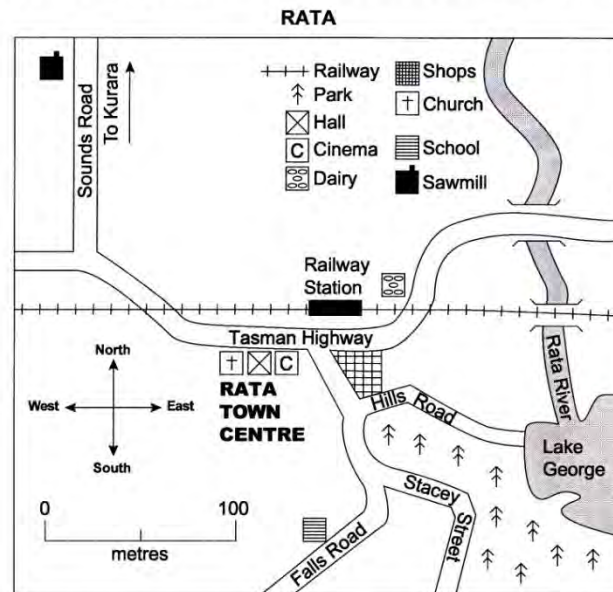 RATA
Sounds Road
To Kurara
Railway
Park
Hall
C
Cinema
Dairy
Shops
Church
School
Sawmill
Railway
Station
Tasman Highway
C
RATA
TOWN
CENTRE
North
West
East
South
Hills Road
Rata River
Lake
George
Stacey
Street
Falls Road
0
100
metres